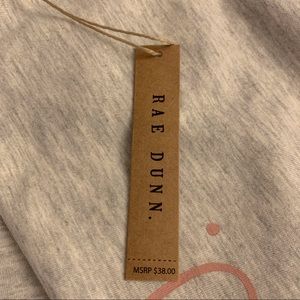 RAE DUNN.
MSRP $38.00